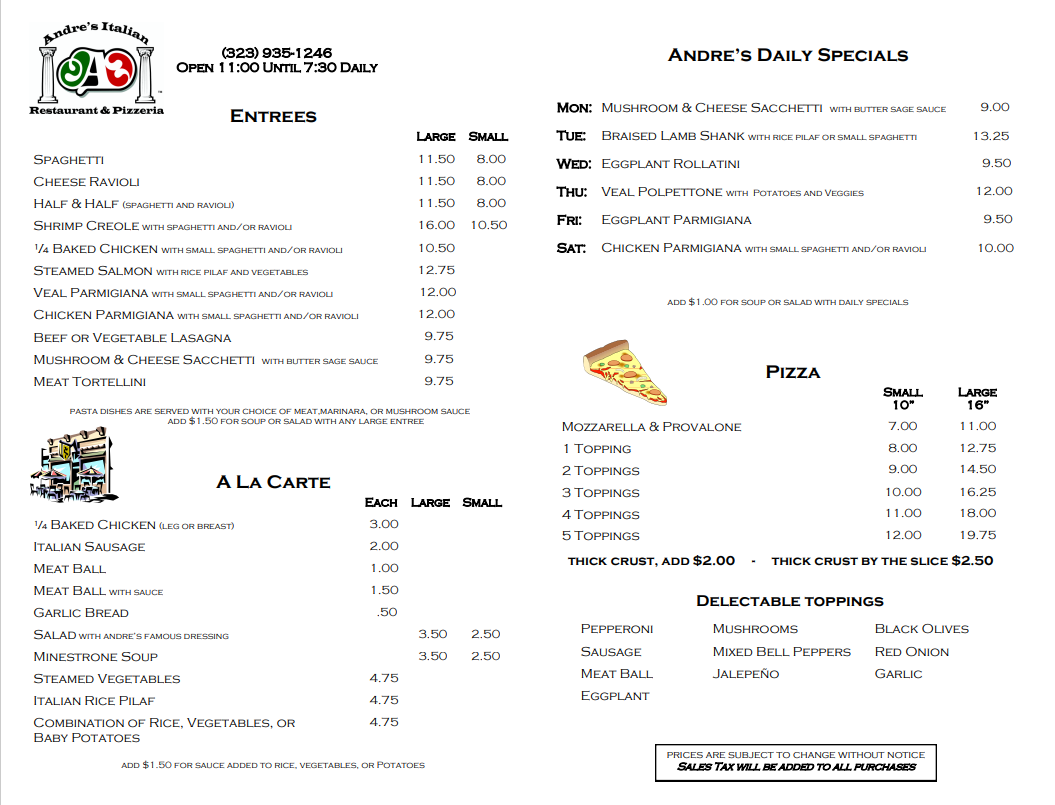 Andre's Italian
A3
Restaurant & Pizzeria
™
(323) 935-1246
Open 11:00 Until 7:30 Daily
Entrees
Large Small
Spaghetti 11.50 8.00
Cheese Ravioli 11.50 8.00
Half & Half (spaghetti and ravioli) 11.50 8.00
Shrimp Creole with spaghetti and/or ravioli 16.00 10.50
¼ Baked Chicken with small spaghetti and/or ravioli 10.50
Steamed Salmon with rice pilaf and vegetables 12.75
Veal Parmigiana with small spaghetti and/or ravioli 12.00
Chicken Parmigiana with small spaghetti and/or ravioli 12.00
Beef or Vegetable Lasagna 9.75
Mushroom & Cheese Sacchetti with butter sage sauce 9.75
Meat Tortellini 9.75
pasta dishes are served with your choice of meat,marinara, or mushroom sauce
add $1.50 for soup or salad with any large entree
A La Carte
Each Large Small
¼ Baked Chicken (leg or breast) 3.00
Italian Sausage 2.00
Meat Ball 1.00
Meat Ball with sauce 1.50
Garlic Bread .50
Salad with andre's famous dressing 3.50 2.50
Minestrone Soup 3.50 2.50
Steamed Vegetables 4.75
Italian Rice Pilaf 4.75
Combination of Rice, Vegetables, or 4.75
Baby Potatoes
add $1.50 for sauce added to rice, vegetables, or Potatoes
Andre's Daily Specials
Mon: Mushroom & Cheese Sacchetti with butter sage sauce 9.00
Tue: Braised Lamb Shank with rice pilaf or small spaghetti 13.25
Wed: Eggplant Rollatini 9.50
Thu: Veal Polpettone with Potatoes and Veggies 12.00
Fri: Eggplant Parmigiana 9.50
Sat: Chicken Parmigiana with small spaghetti and/or ravioli 10.00
add $1.00 for soup or salad with daily specials
Pizza
Small Large
10" 16"
Mozzarella & Provalone 7.00 11.00
1 Topping 8.00 12.75
2 Toppings 9.00 14.50
3 Toppings 10.00 16.25
4 Toppings 11.00 18.00
5 Toppings 12.00 19.75
thick crust, add $2.00 - thick crust by the slice $2.50
Delectable toppings
Pepperoni Mushrooms Black Olives
Sausage Mixed Bell Peppers Red Onion
Meat Ball Jalepeño Garlic
Eggplant
prices are subject to change without notice
Sales Tax will be added to all purchases